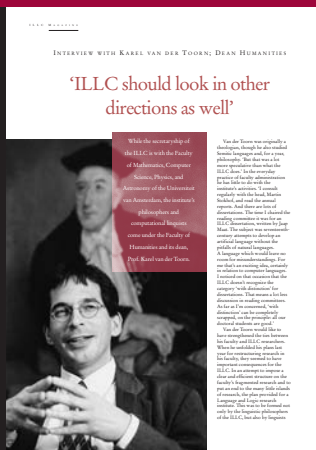 ILLC Magazine
Interview with Karel van der Toorn; Dean Humanities
‘ILLC should look in other
directions as well’
While the secretaryship of
the ILLC is with the Faculty
of Mathematics, Computer
Science, Physics, and
Astronomy of the Universiteit
van Amsterdam, the institute’s
philosophers and
computational linguists
come under the Faculty of
Humanities and its dean,
Prof. Karel van der Toorn.
Van der Toorn was originally a
theologian, though he also studied
Semitic languages and, for a year,
philosophy. ‘But that was a lot
more speculative than what the
ILLC does.’ In the everyday
practice of faculty administration
he has little to do with the
institute’s activities. ‘I consult
regularly with the head, Martin
Stokhof, and read the annual
reports. And there are lots of
dissertations. The time I chaired the
reading committee it was for an
ILLC dissertation, written by Jaap
Maat. The subject was seventeenth-
century attempts to develop an
artificial language without the
pitfalls of natural languages.
A language which would leave no
room for misunderstandings. For
me that’s an exciting idea, certainly
in relation to computer languages.
I noticed on that occasion that the
ILLC doesn’t recognize the
category ‘with distinction’ for
dissertations. That means a lot less
discussion in reading committees.
As far as I’m concerned, ‘with
distinction’ can be completely
scrapped, on the principle: all our
doctoral students are good.’
Van der Toorn would like to
have strengthened the ties between
his faculty and ILLC researchers.
When he unfolded his plans last
year for restructuring research in
his faculty, they seemed to have
important consequences for the
ILLC. In an attempt to impose a
clear and efficient structure on the
faculty’s fragmented research and to
put an end to the many little islands
of research, the plan provided for a
Language and Logic research
institute. This was to be formed not
only by the linguistic philosophers
of the ILLC, but also by linguists